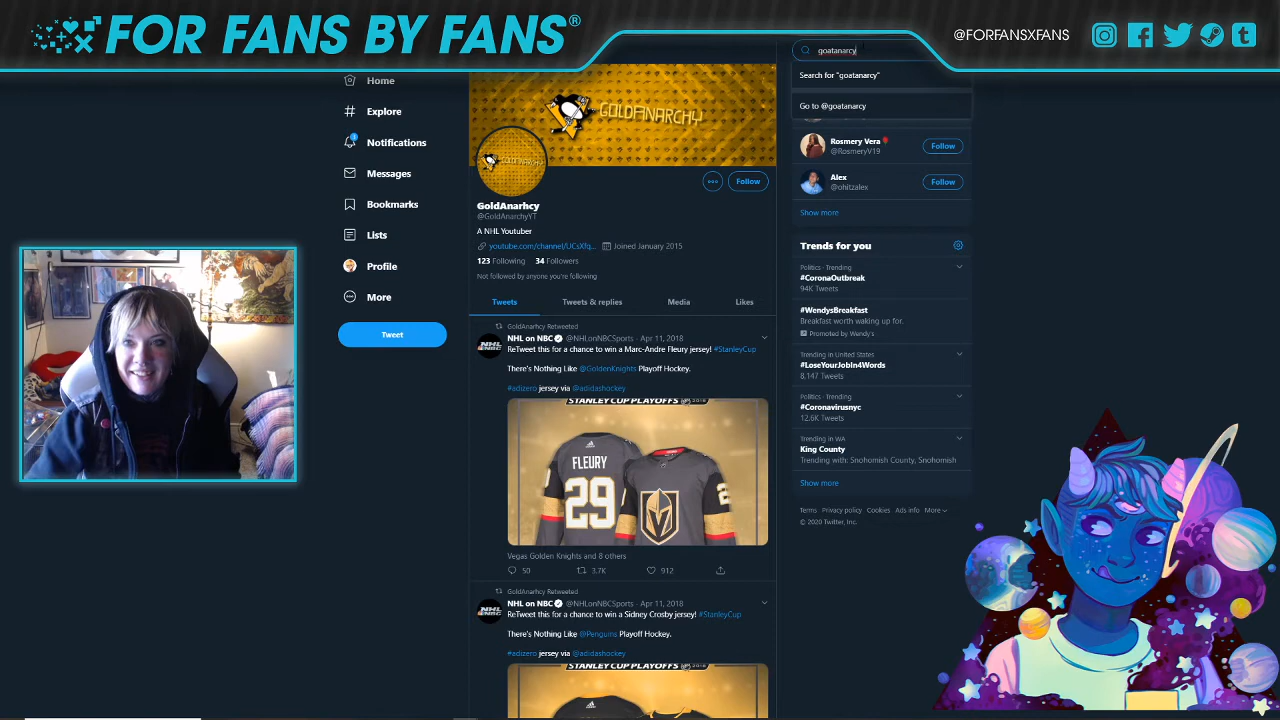 FOR FANS BY FANS®
@FORFANSXFANS
goatanarcy
Search for "goatanarcy"
Go to @goatanarcy
Home
Explore
Notifications
Messages
Bookmarks
Lists
Profile
More
Tweet
GOLDANARCHY
GoldAnarhcy
@GoldAnarchyYT
Follow
A NHL Youtuber
youtube.com/channel/UCsXfq... Joined January 2015
123 Following 34 Followers
Not followed by anyone you're following
Tweets Tweets & replies Media Likes
GoldAnarhcy Retweeted
NHL on NBC @NHLonNBCSports · Apr 11, 2018
ReTweet this for a chance to win a Marc-Andre Fleury jersey! #StanleyCup
There's Nothing Like @GoldenKnights Playoff Hockey.
#adizero jersey via @adidashockey
STANLEY CUP PLAYOFFS 2018
FLEURY
29
2
Vegas Golden Knights and 8 others
50 3.7K 912
GoldAnarhcy Retweeted
NHL on NBC @NHLonNBCSports · Apr 11, 2018
ReTweet this for a chance to win a Sidney Crosby jersey! #StanleyCup
There's Nothing Like @Penguins Playoff Hockey.
#adizero jersey via @adidashockey
STANLEY CUP PLAYOFFS 2018
Rosmery Vera
@RosmeryV19
Follow
Alex
@ohitzalex
Follow
Show more
Trends for you
Politics · Trending
#CoronaOutbreak
94K Tweets
#WendysBreakfast
Breakfast worth waking up for.
Promoted by Wendy's
Trending in United States
#LoseYourJobIn4Words
8,147 Tweets
Politics · Trending
#Coronavirusnyc
12.6K Tweets
Trending in WA
King County
Trending with: Snohomish County, Snohomish
Show more
Terms Privacy policy Cookies Ads info More
© 2020 Twitter, Inc.